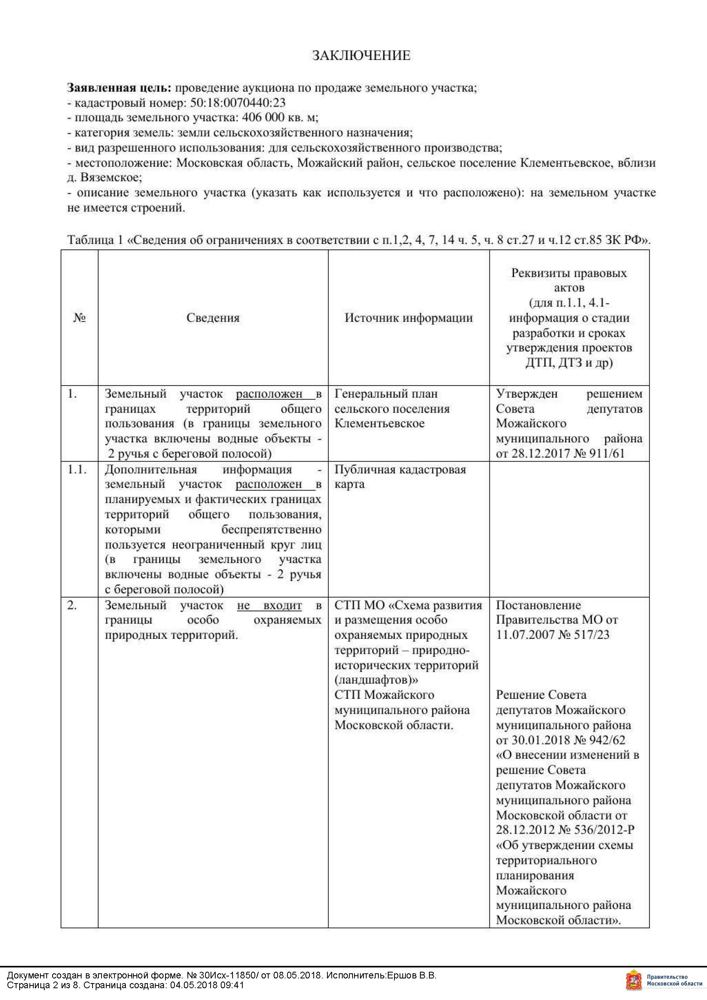 ЗАКЛЮЧЕНИЕ
Заявленная цель: проведение аукциона по продаже земельного участка;
- кадастровый номер: 50:18:0070440:23
- площадь земельного участка: 406 000 кв. м;
- категория земель: земли сельскохозяйственного назначения;
- вид разрешенного использования: для сельскохозяйственного производства;
- местоположение: Московская область, Можайский район, сельское поселение Клементьевское, вблизи
д. Вяземское;
- описание земельного участка (указать как используется и что расположено): на земельном участке
не имеется строений.
Таблица 1 «Сведения об ограничениях в соответствии с п.1,2, 4, 7, 14 ч. 5, ч. 8 ст.27 и ч.12 ст.85 ЗК РФ».
№
Сведения
Источник информации
Реквизиты правовых
актов
(для п.1.1, 4.1-
информация о стадии
разработки и сроках
утверждения проектов
ДТП, ДТЗ и др)
1.
Земельный участок расположен в
границах территорий общего
пользования (в границы земельного
участка включены водные объекты -
2 ручья с береговой полосой)
Генеральный план
сельского поселения
Клементьевское
Утвержден решением
Совета депутатов
Можайского
муниципального района
от 28.12.2017 № 911/61
1.1.
Дополнительная информация -
земельный участок расположен в
планируемых и фактических границах
территорий общего пользования,
которыми беспрепятственно
пользуется неограниченный круг лиц
(в границы земельного участка
включены водные объекты - 2 ручья
с береговой полосой)
Публичная кадастровая
карта
2.
Земельный участок не входит в
границы особо охраняемых
природных территорий.
СТП МО «Схема развития
и размещения особо
охраняемых природных
территорий – природно-
исторических территорий
(ландшафтов)»
СТП Можайского
муниципального района
Московской области.
Постановление
Правительства МО от
11.07.2007 № 517/23
Решение Совета
депутатов Можайского
муниципального района
от 30.01.2018 № 942/62
«О внесении изменений в
решение Совета
депутатов Можайского
муниципального района
Московской области от
28.12.2012 № 536/2012-Р
«Об утверждении схемы
территориального
планирования
Можайского
муниципального района
Московской области».
Документ создан в электронной форме. № 30Исх-11850/ от 08.05.2018. Исполнитель:Ершов В.В.
Страница 2 из 8. Страница создана: 04.05.2018 09:41
Правительство
Московской области